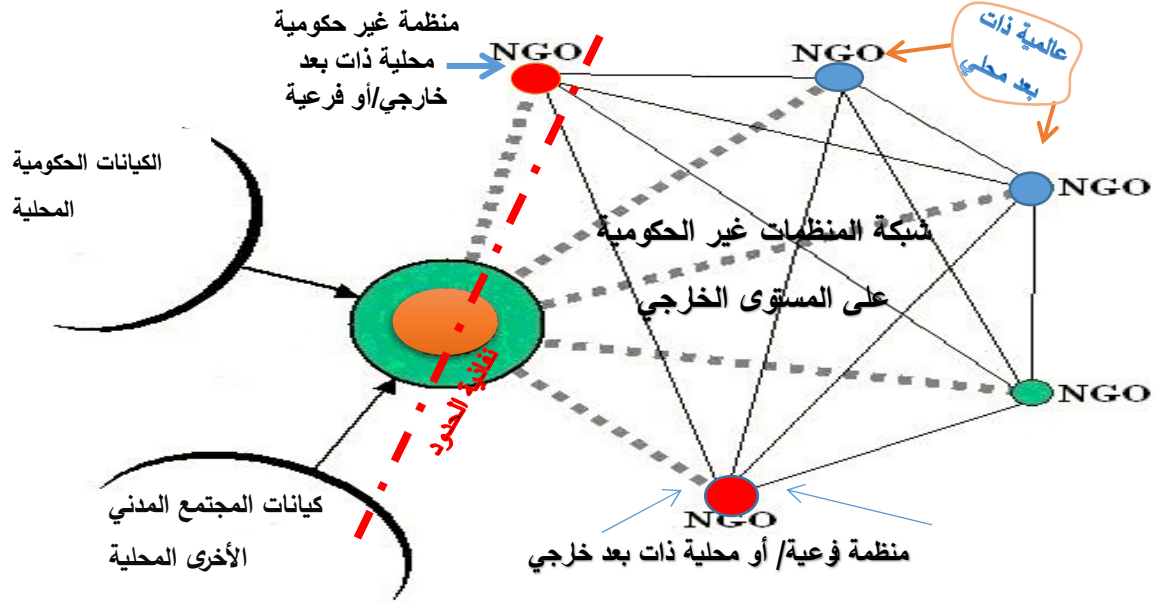 منظمة غير حكومية
محلية ذات بعد
خارجي/أو فرعية
NGO
NGO
عالمية ذات
بعد محلي
الكيانات الحكومية
المحلية
NGO
شبكة المنظمات غير الحكومية
على المستوى الخارجي
نفاذية الحدود
NGO
كيانات المجتمع المدني
الأخرى المحلية
NGO
منظمة فرعية/ أو محلية ذات بعد خارجي